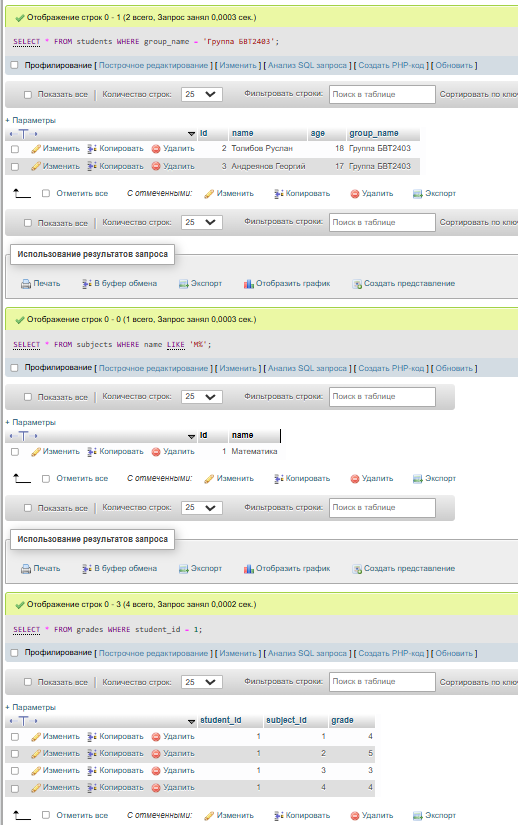 Отображение строк 0 - 1 (2 всего, Запрос занял 0,0003 сек.)
SELECT * FROM students WHERE group_name = 'Группа БВТ2403';
Профилирование [ Построчное редактирование ] [ Изменить ] [ Анализ SQL запроса ] [ Создать PHP-код ] [ Обновить ]
Показать все | Количество строк: 25 Фильтровать строки: Поиск в таблице Сортировать по клю
+ Параметры
id name age group_name
Изменить Копировать Удалить 2 Толибов Руслан 18 Группа БВТ2403
Изменить Копировать Удалить 3 Андреянов Георгий 17 Группа БВТ2403
Отметить все С отмеченными: Изменить Копировать Удалить Экспорт
Показать все | Количество строк: 25 Фильтровать строки: Поиск в таблице Сортировать по клю
Использование результатов запроса
Печать В буфер обмена Экспорт Отобразить график Создать представление
Отображение строк 0 - 0 (1 всего, Запрос занял 0,0003 сек.)
SELECT * FROM subjects WHERE name LIKE 'М%';
Профилирование [ Построчное редактирование ] [ Изменить ] [ Анализ SQL запроса ] [ Создать PHP-код ] [ Обновить ]
Показать все | Количество строк: 25 Фильтровать строки: Поиск в таблице
+ Параметры
id name
Изменить Копировать Удалить 1 Математика
Отметить все С отмеченными: Изменить Копировать Удалить Экспорт
Показать все | Количество строк: 25 Фильтровать строки: Поиск в таблице
Использование результатов запроса
Печать В буфер обмена Экспорт Отобразить график Создать представление
Отображение строк 0 - 3 (4 всего, Запрос занял 0,0002 сек.)
SELECT * FROM grades WHERE student_id = 1;
Профилирование [ Построчное редактирование ] [ Изменить ] [ Анализ SQL запроса ] [ Создать PHP-код ] [ Обновить ]
Показать все | Количество строк: 25 Фильтровать строки: Поиск в таблице Сортировать по клю
+ Параметры
student_id subject_id grade
Изменить Копировать Удалить 1 1 4
Изменить Копировать Удалить 1 2 5
Изменить Копировать Удалить 1 3 3
Изменить Копировать Удалить 1 4 4
Отметить все С отмеченными: Изменить Копировать Удалить Экспорт